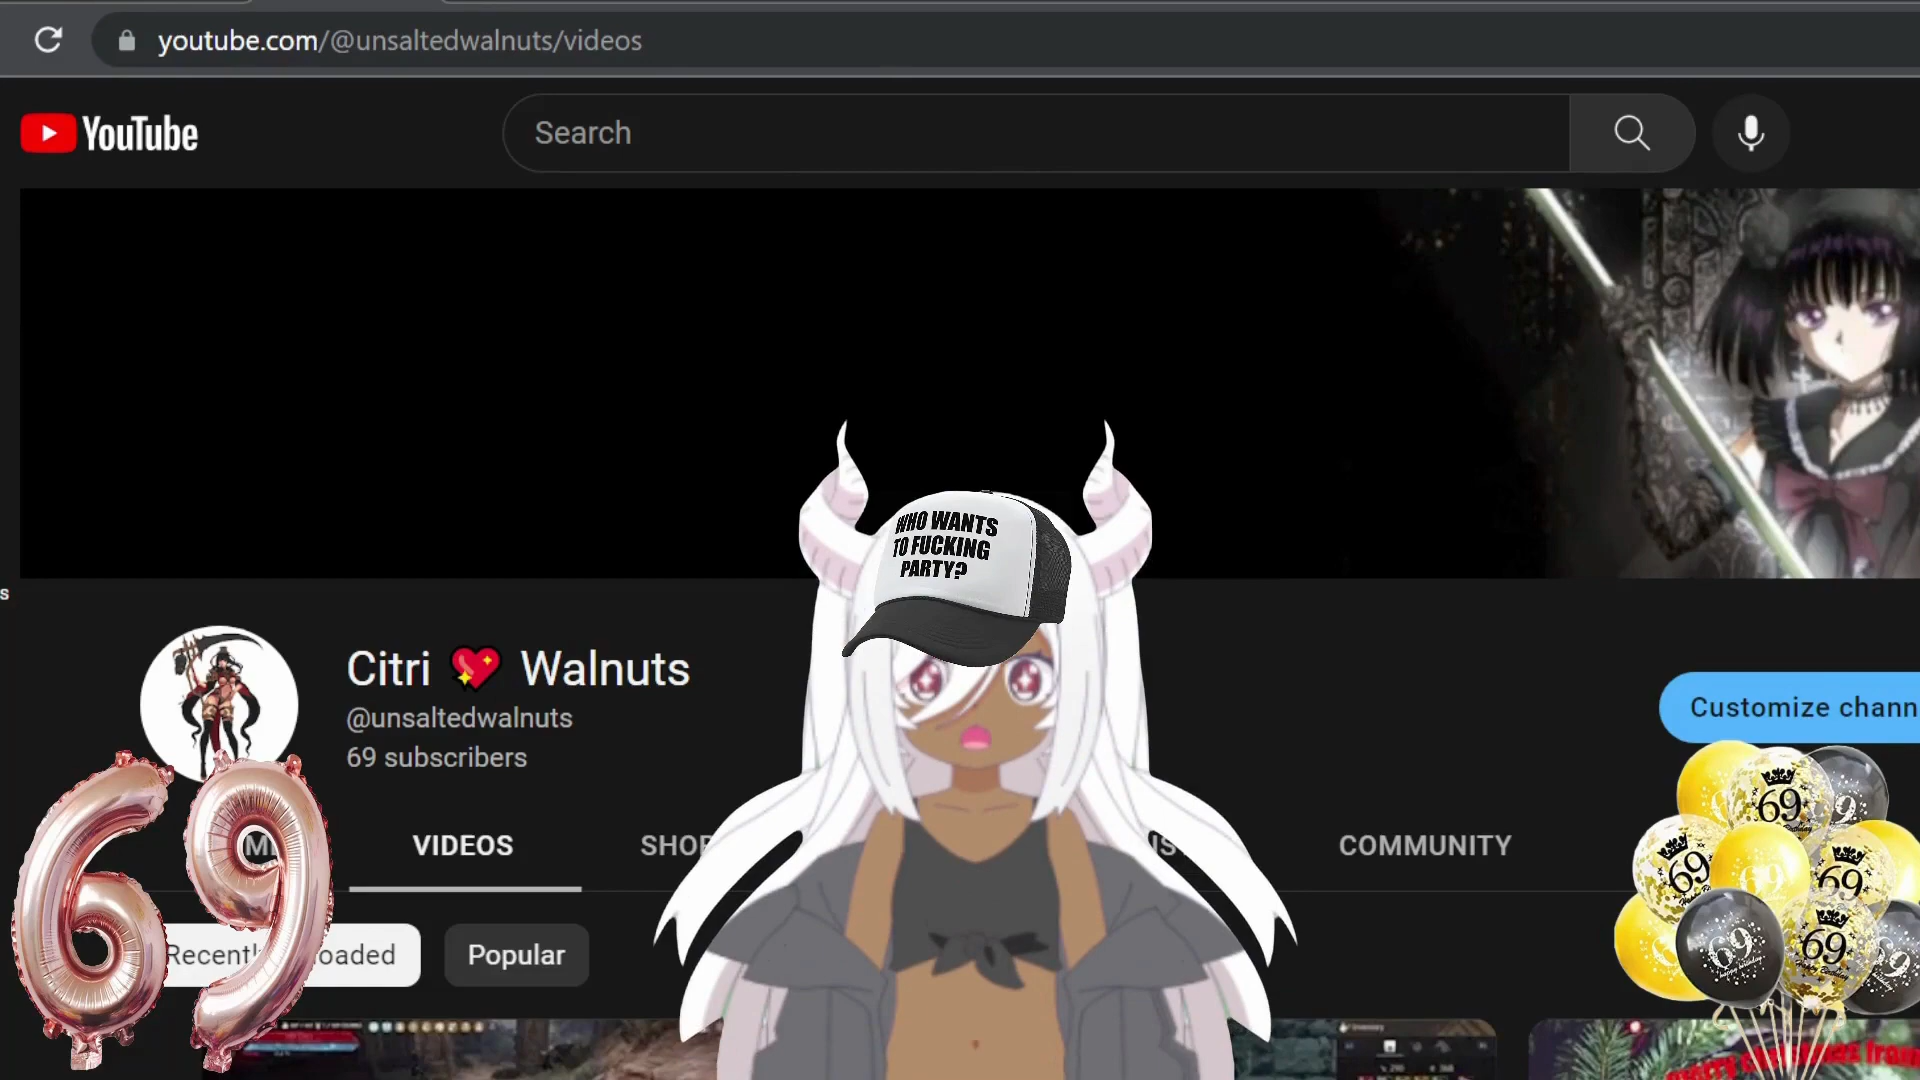 youtube.com/@unsaltedwalnuts/videos
YouTube
Search
WHO WANTS
TO FUCKING
PARTY?
s
Citri 💖 Walnuts
@unsaltedwalnuts
69 subscribers
Customize chann
VIDEOS
SHOP
COMMUNITY
Popular
69
69
69
69
69
69